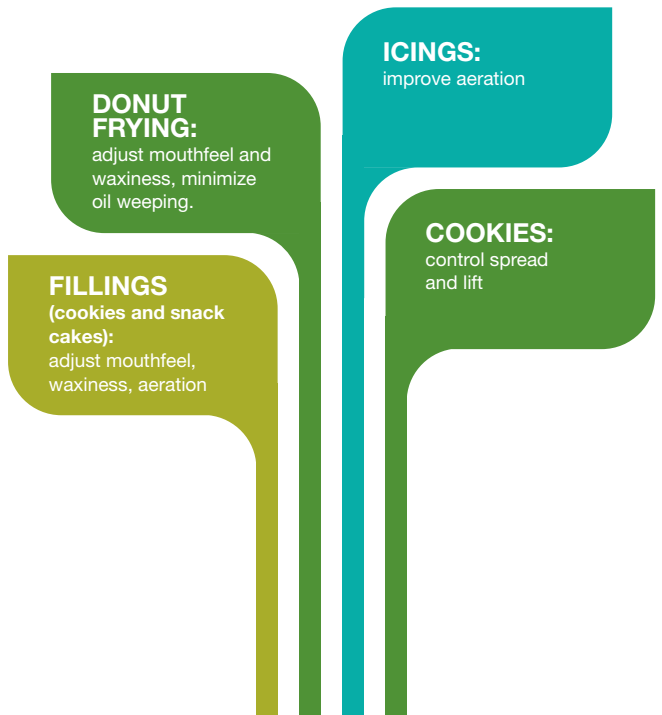 ICINGS:
improve aeration
DONUT
FRYING:
adjust mouthfeel and
waxiness, minimize
oil weeping.
COOKIES:
control spread
and lift
FILLINGS
(cookies and snack
cakes):
adjust mouthfeel,
waxiness, aeration